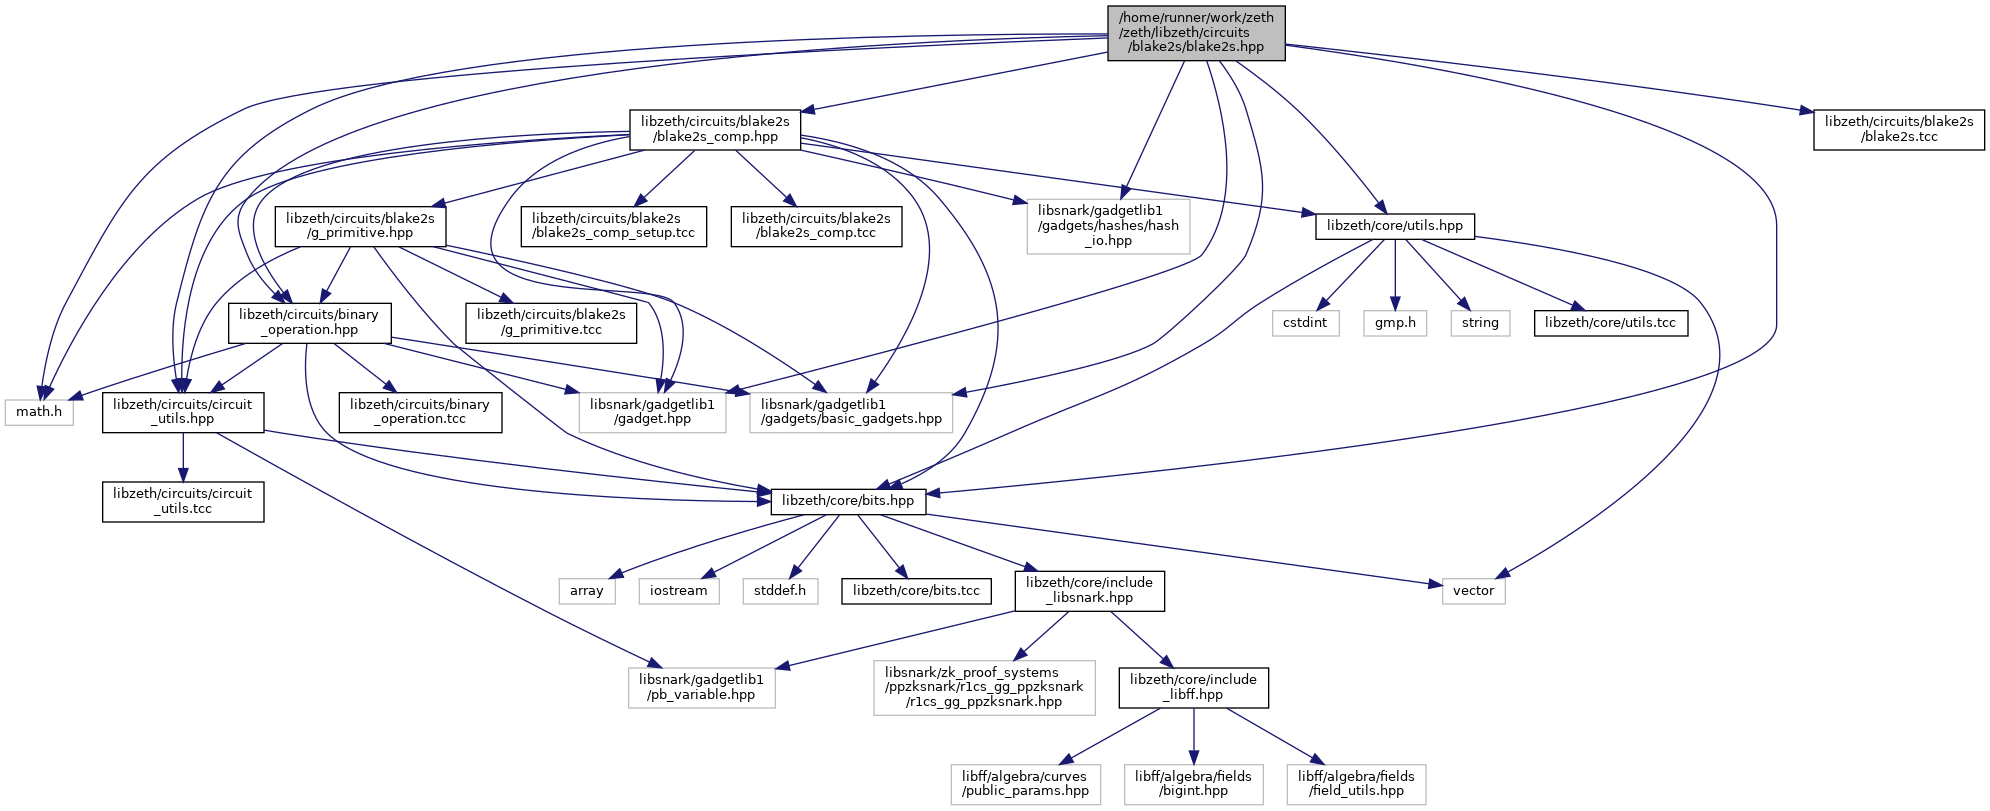 /home/runner/work/zeth
/zeth/libzeth/circuits
/blake2s/blake2s.hpp
libzeth/circuits/blake2s
/blake2s_comp.hpp
libzeth/circuits/blake2s
/blake2s.tcc
libzeth/circuits/blake2s
/g_primitive.hpp
libzeth/circuits/blake2s
/blake2s_comp_setup.tcc
libzeth/circuits/blake2s
/blake2s_comp.tcc
libsnark/gadgetlib1
/gadgets/hashes/hash
_io.hpp
libzeth/core/utils.hpp
libzeth/circuits/binary
_operation.hpp
libzeth/circuits/blake2s
/g_primitive.tcc
cstdint
gmp.h
string
libzeth/core/utils.tcc
math.h
libzeth/circuits/circuit
_utils.hpp
libzeth/circuits/binary
_operation.tcc
libsnark/gadgetlib1
/gadget.hpp
libsnark/gadgetlib1
/gadgets/basic_gadgets.hpp
libzeth/circuits/circuit
_utils.tcc
libzeth/core/bits.hpp
array
iostream
stddef.h
libzeth/core/bits.tcc
libzeth/core/include
_libsnark.hpp
vector
libsnark/gadgetlib1
/pb_variable.hpp
libsnark/zk_proof_systems
/ppzksnark/r1cs_gg_ppzksnark
/r1cs_gg_ppzksnark.hpp
libzeth/core/include
_libff.hpp
libff/algebra/curves
/public_params.hpp
libff/algebra/fields
/bigint.hpp
libff/algebra/fields
/field_utils.hpp